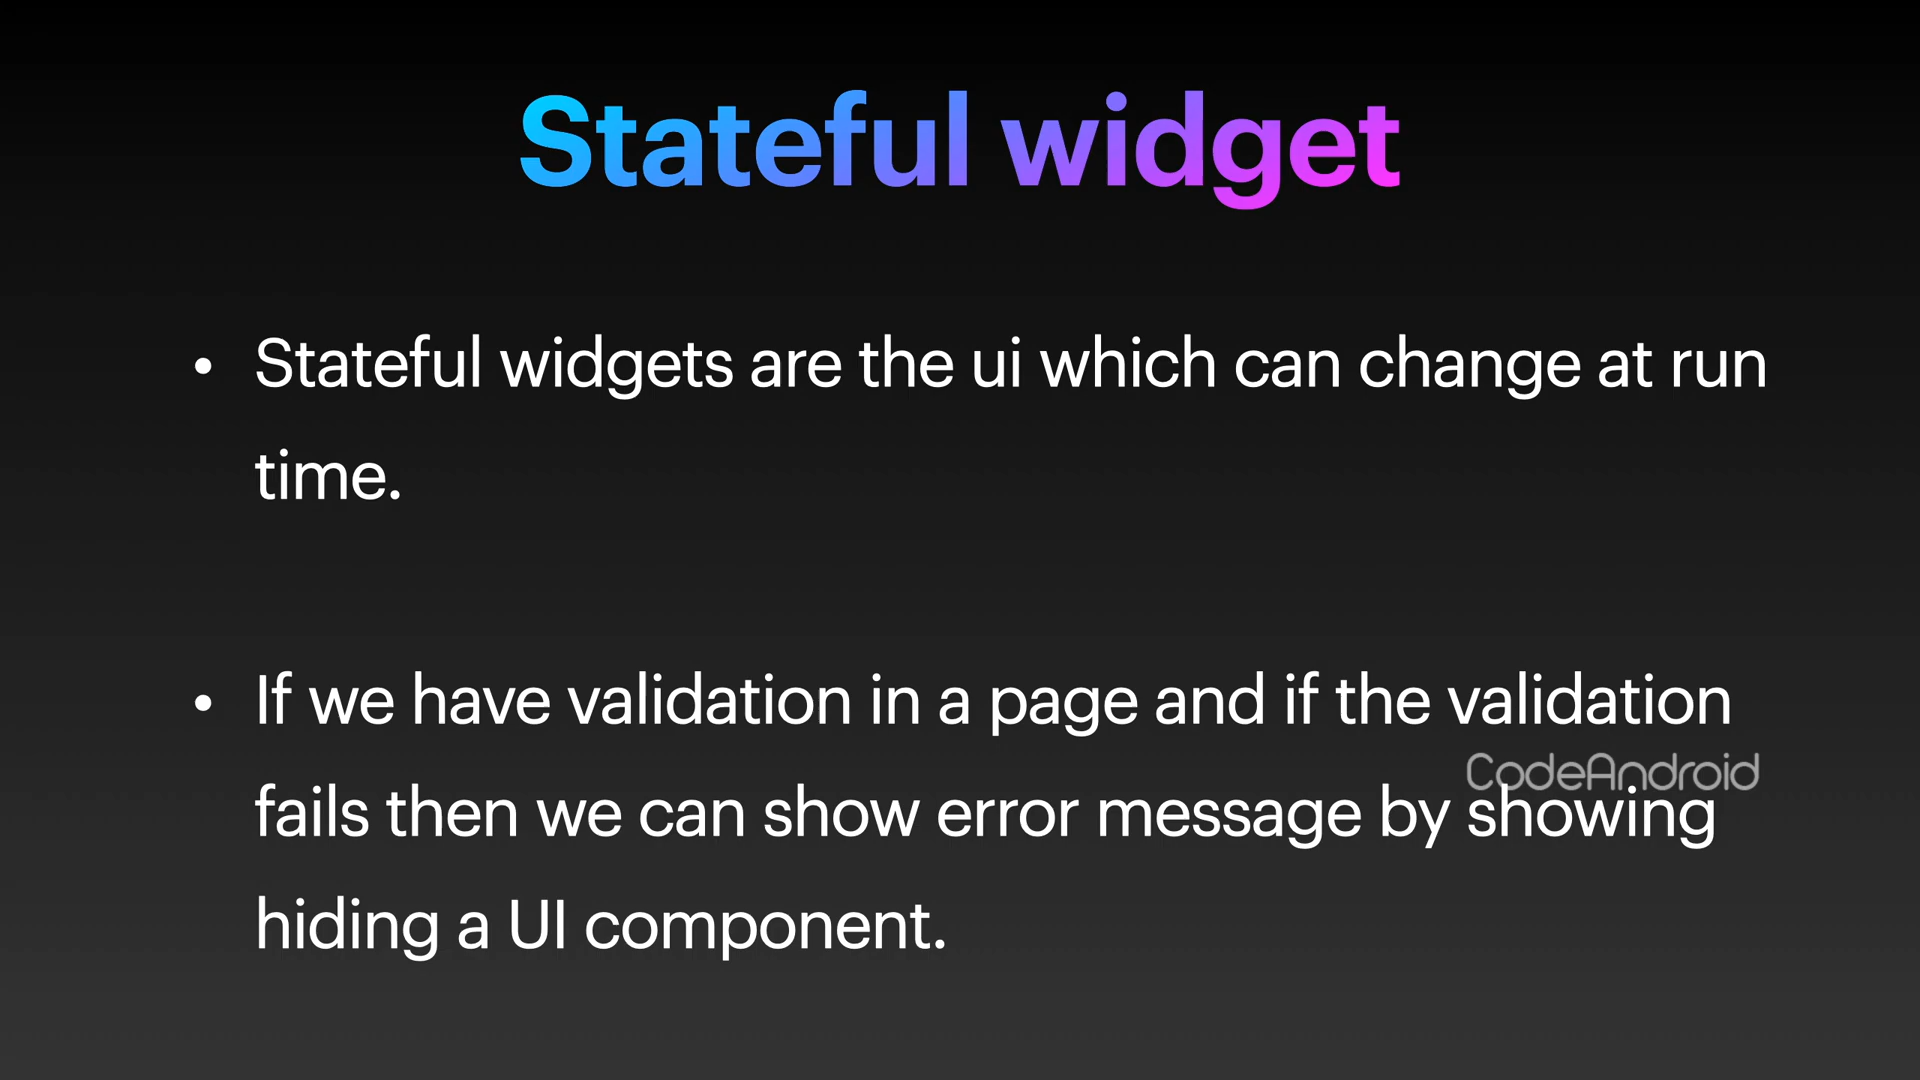 Stateful widget
• Stateful widgets are the ui which can change at run
time.
• If we have validation in a page and if the validation
CodeAndroid
fails then we can show error message by showing
hiding a UI component.